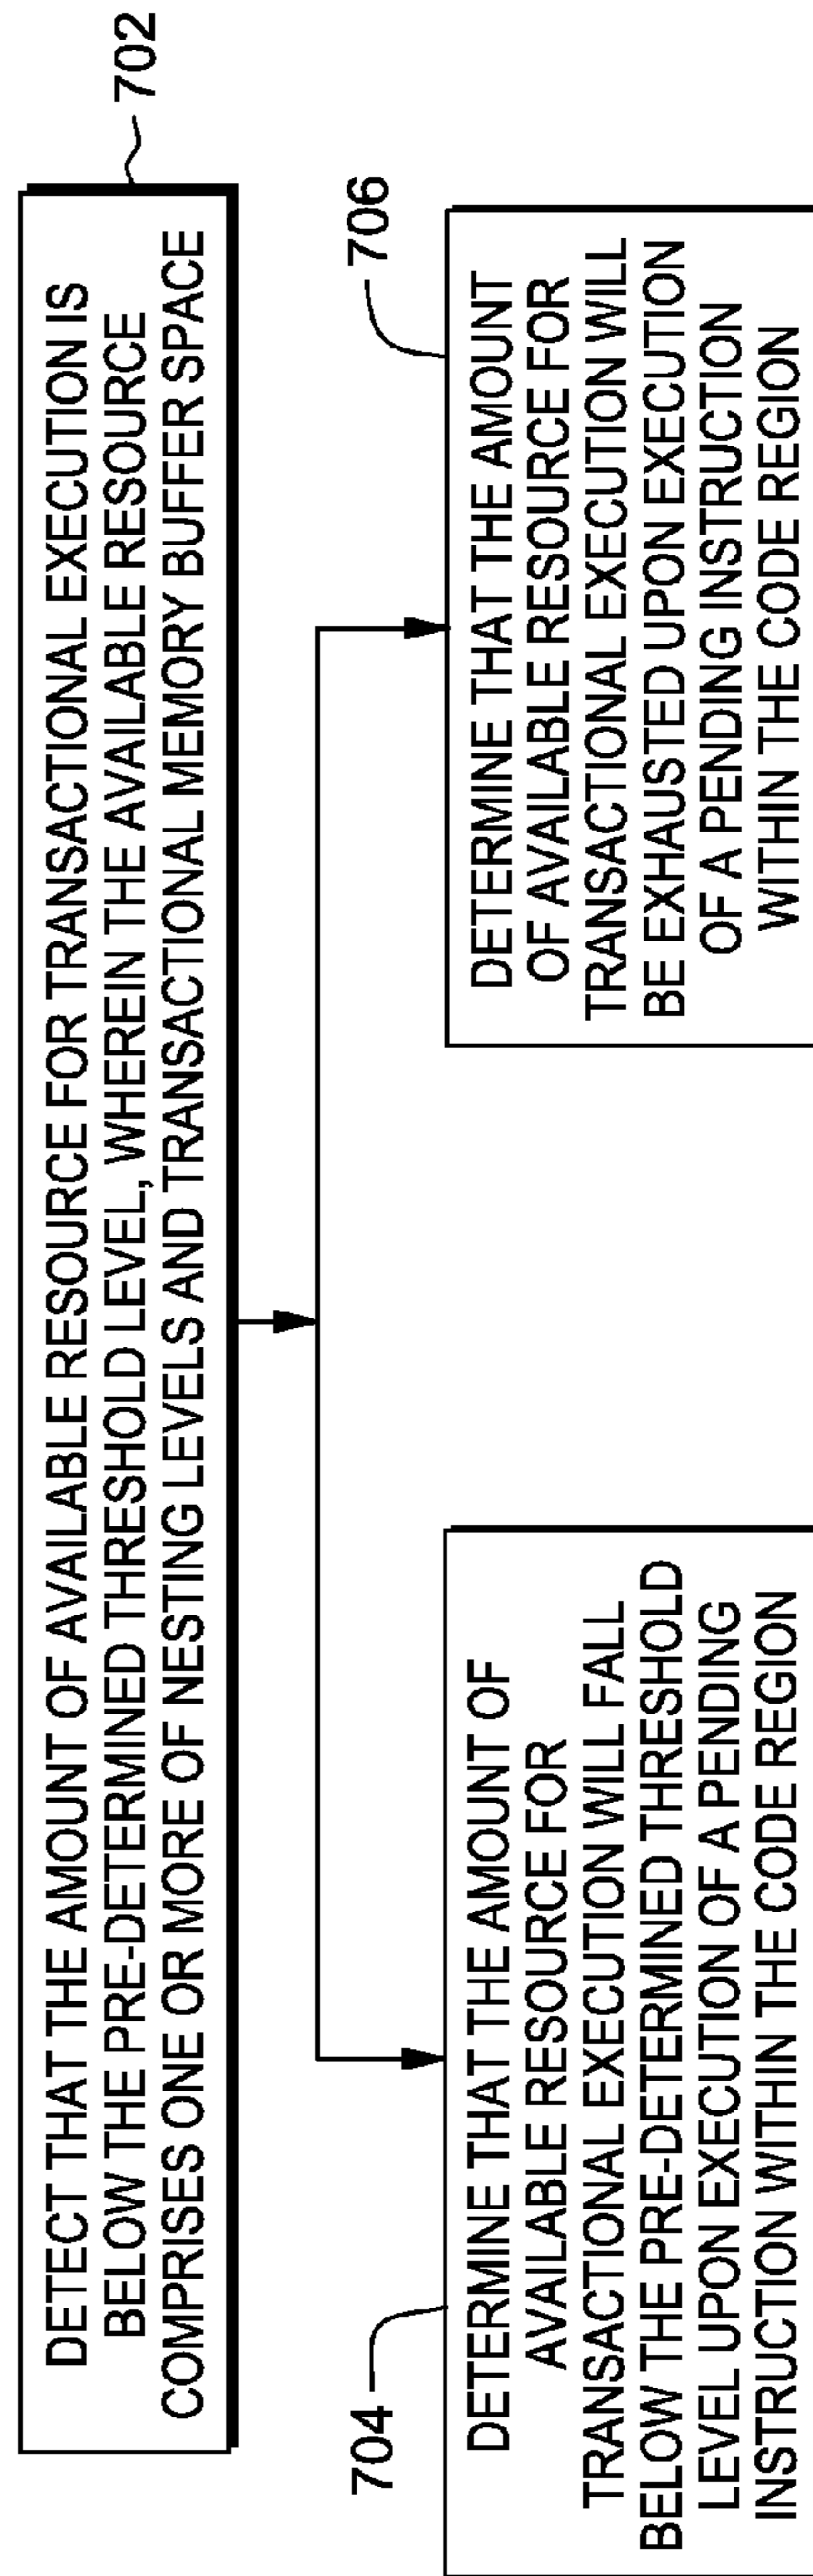 702
DETECT THAT THE AMOUNT OF AVAILABLE RESOURCE FOR TRANSACTIONAL EXECUTION IS
BELOW THE PRE-DETERMINED THRESHOLD LEVEL, WHEREIN THE AVAILABLE RESOURCE
COMPRISES ONE OR MORE OF NESTING LEVELS AND TRANSACTIONAL MEMORY BUFFER SPACE
704
DETERMINE THAT THE AMOUNT OF
AVAILABLE RESOURCE FOR
TRANSACTIONAL EXECUTION WILL FALL
BELOW THE PRE-DETERMINED THRESHOLD
LEVEL UPON EXECUTION OF A PENDING
INSTRUCTION WITHIN THE CODE REGION
706
DETERMINE THAT THE AMOUNT
OF AVAILABLE RESOURCE FOR
TRANSACTIONAL EXECUTION WILL
BE EXHAUSTED UPON EXECUTION
OF A PENDING INSTRUCTION
WITHIN THE CODE REGION